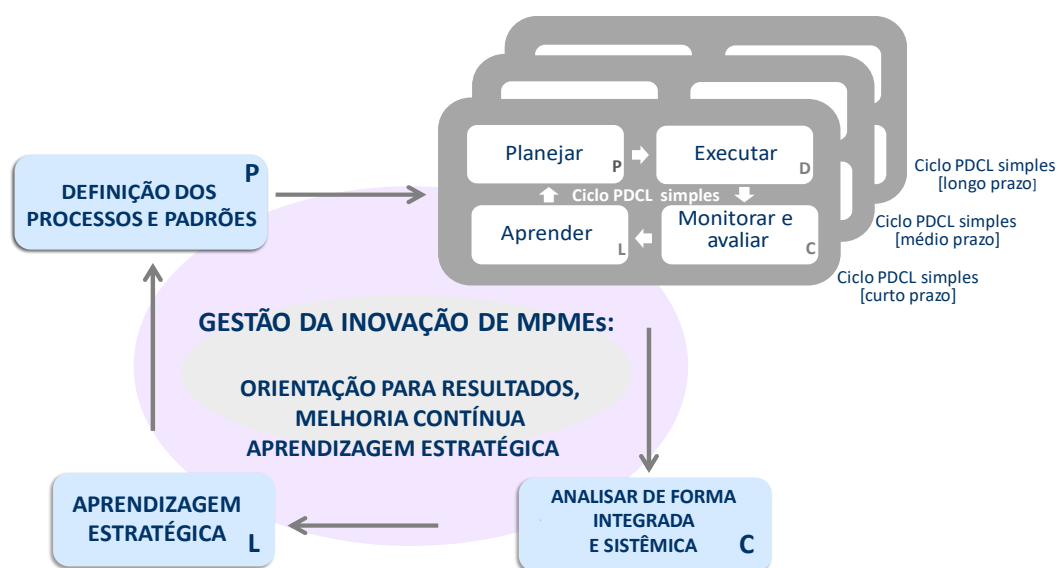 Planejar
P
Executar
D
Ciclo PDCL simples
Aprender
L
Monitorar e
avaliar
C
Ciclo PDCL simples
[longo prazo]
Ciclo PDCL simples
[médio prazo]
Ciclo PDCL simples
[curto prazo]
P
DEFINIÇÃO DOS
PROCESSOS E PADRÕES
GESTÃO DA INOVAÇÃO DE MPMEs:
ORIENTAÇÃO PARA RESULTADOS,
MELHORIA CONTÍNUA
APRENDIZAGEM ESTRATÉGICA
APRENDIZAGEM
ESTRATÉGICA
L
ANALISAR DE FORMA
INTEGRADA
E SISTÊMICA
C